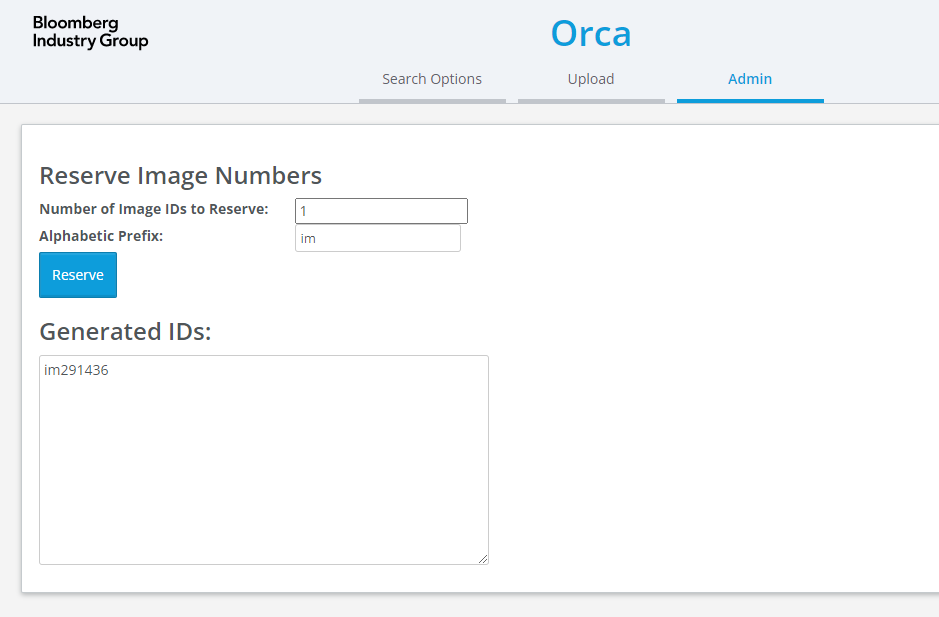 Bloomberg
Industry Group
Orca
Search Options
Upload
Admin
Reserve Image Numbers
Number of Image IDs to Reserve: 1
Alphabetic Prefix: im
Reserve
Generated IDs:
im291436